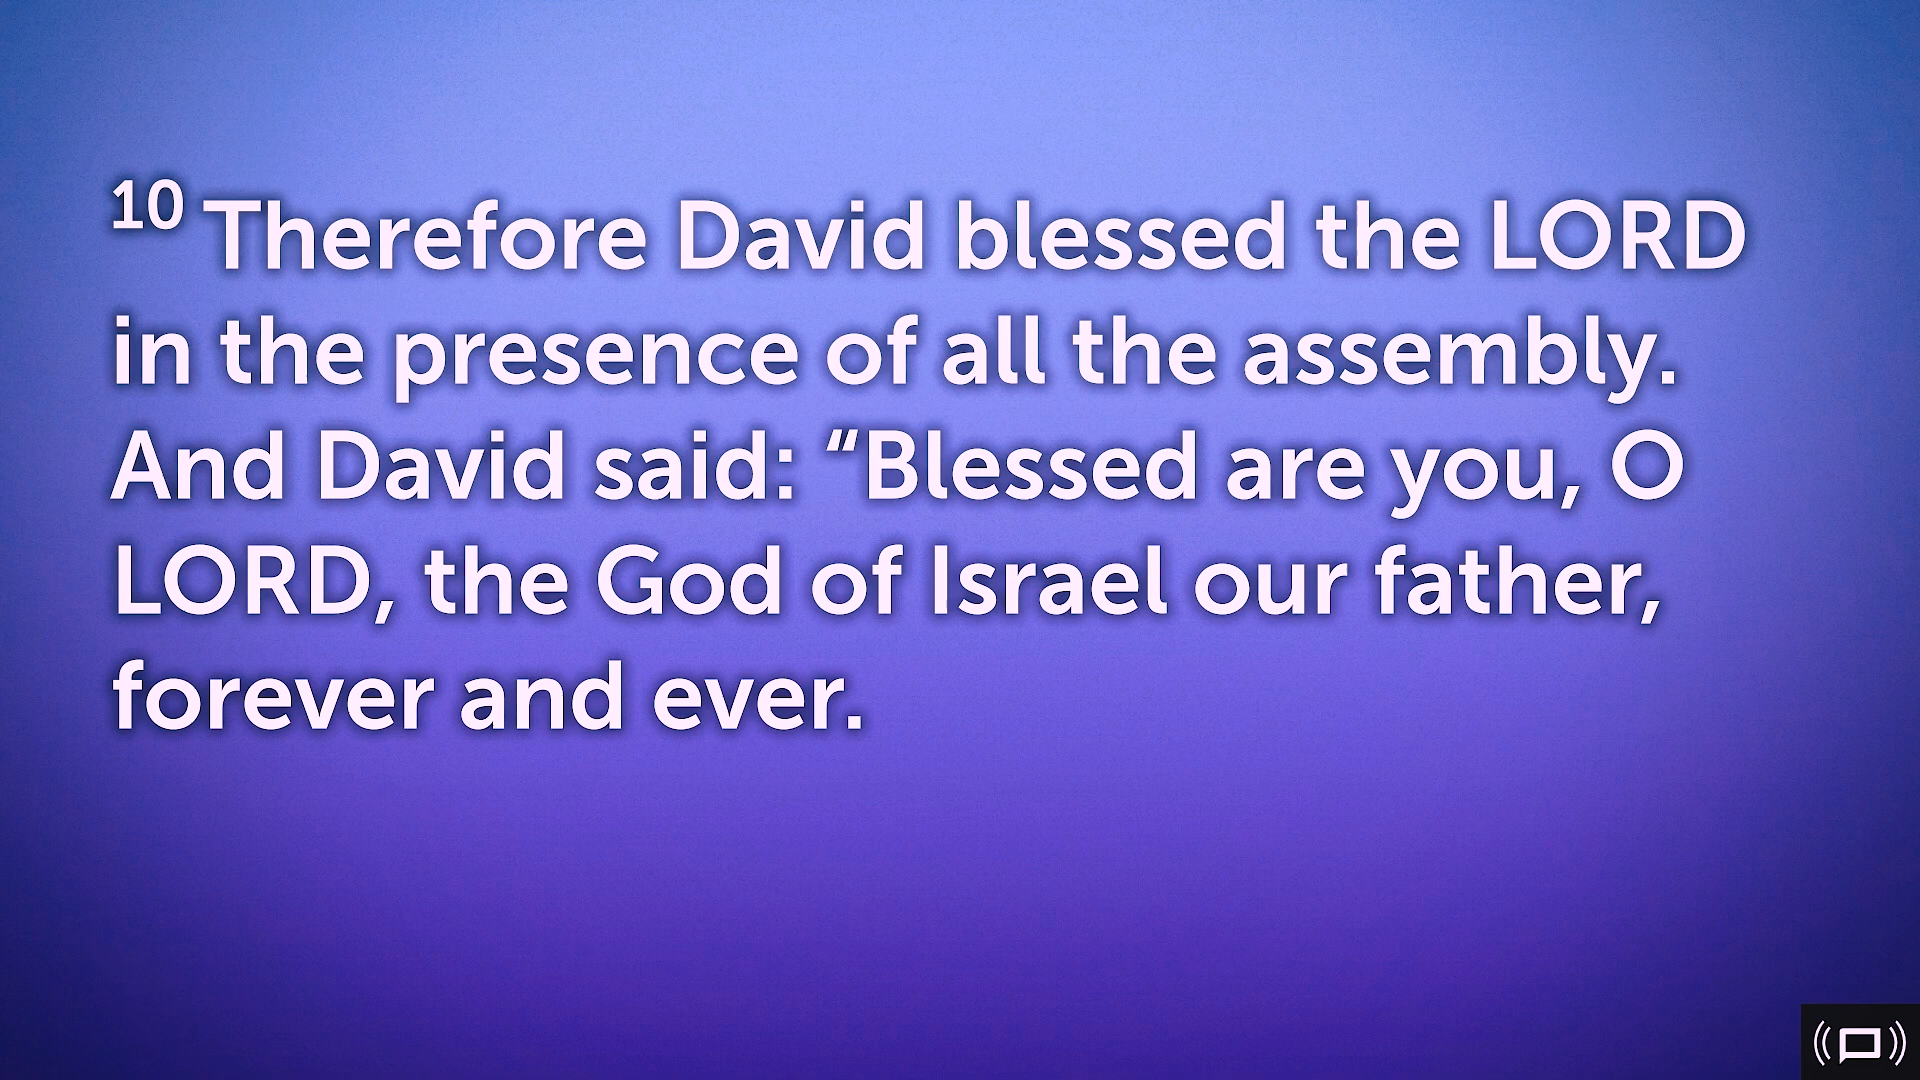 10 Therefore David blessed the LORD
in the presence of all the assembly.
And David said: “Blessed are you, O
LORD, the God of Israel our father,
forever and ever.